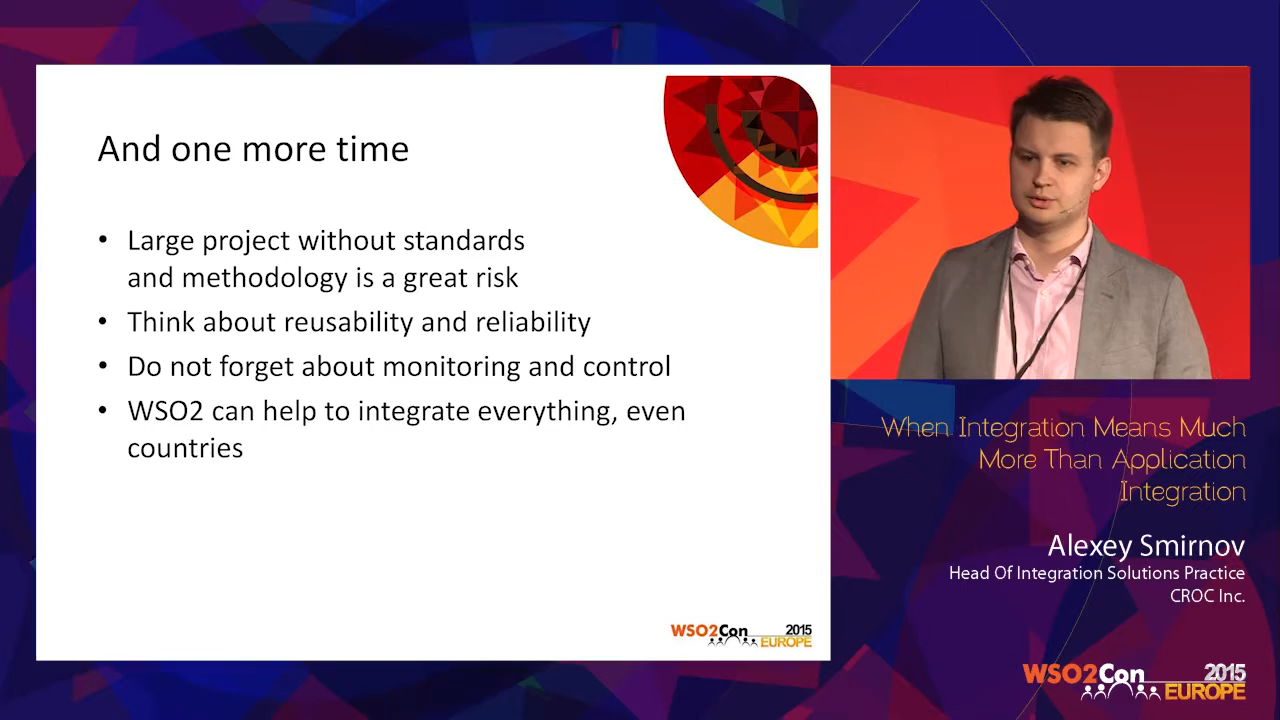 And one more time
• Large project without standards
and methodology is a great risk
• Think about reusability and reliability
• Do not forget about monitoring and control
• WSO2 can help to integrate everything, even
countries
WSO2Con 2015
EUROPE
When Integration Means Much
More Than Application
Integration
Alexey Smirnov
Head Of Integration Solutions Practice
CROC Inc.
WSO2Con 2015
EUROPE